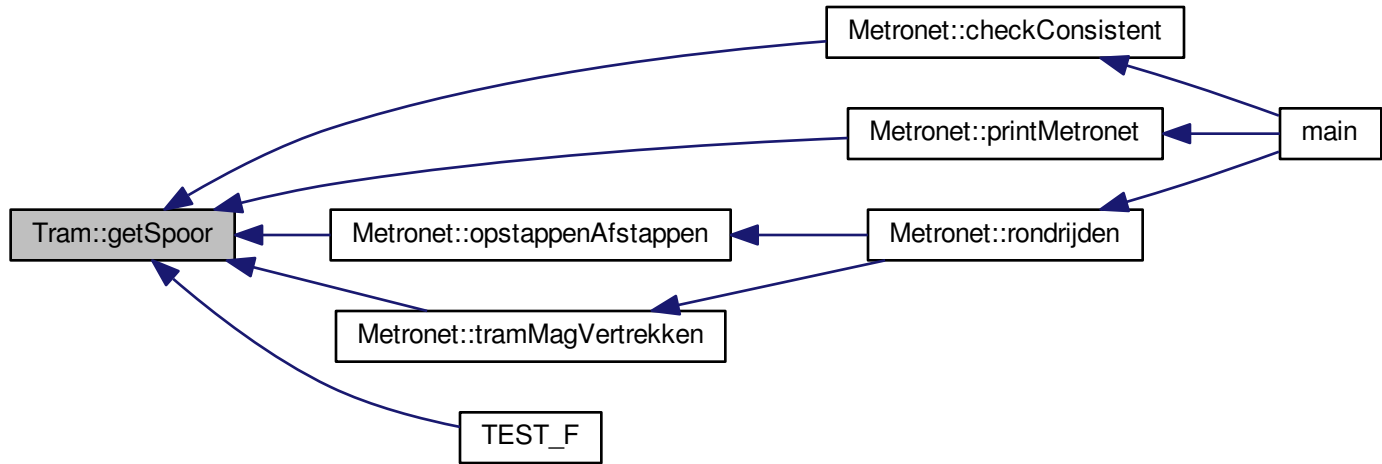 Metronet::checkConsistent
Metronet::printMetronet
main
Tram::getSpoor
Metronet::opstappenAfstappen
Metronet::rondrijden
Metronet::tramMagVertrekken
TEST_F